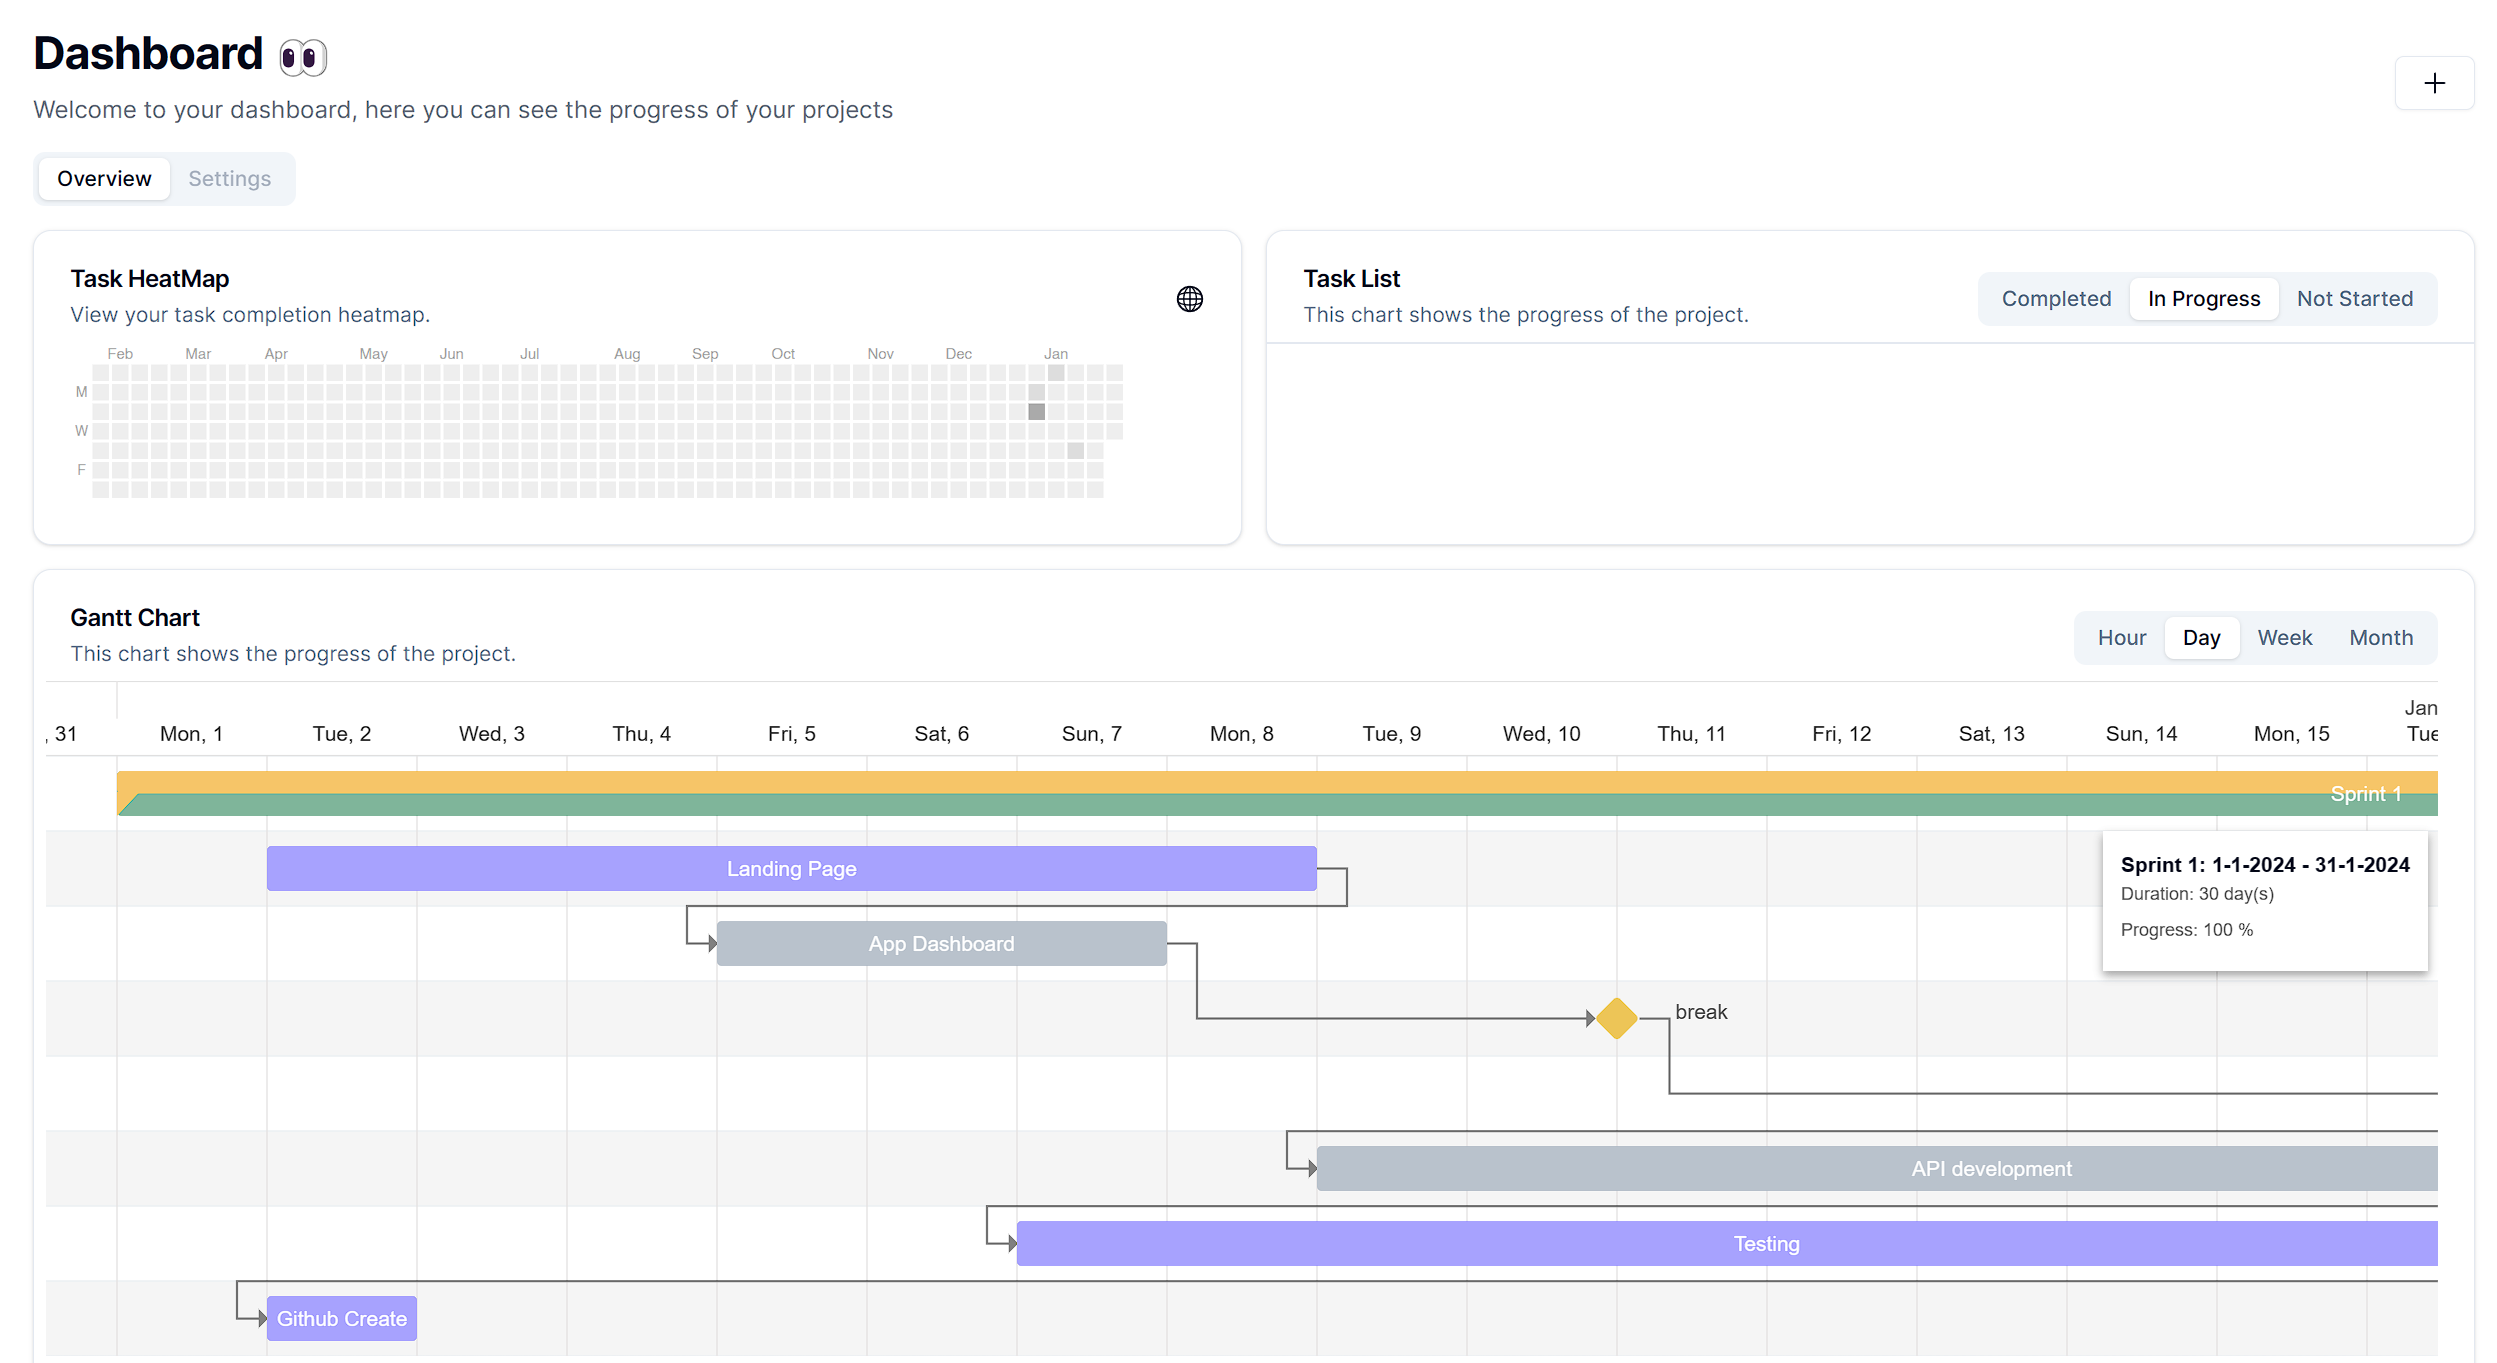 Dashboard 👀
Welcome to your dashboard, here you can see the progress of your projects
Overview Settings
Task HeatMap
View your task completion heatmap.
Feb Mar Apr May Jun Jul Aug Sep Oct Nov Dec Jan
M
W
F
Task List
This chart shows the progress of the project.
Completed In Progress Not Started
Gantt Chart
This chart shows the progress of the project.
Hour Day Week Month
Jan
, 31 Mon, 1 Tue, 2 Wed, 3 Thu, 4 Fri, 5 Sat, 6 Sun, 7 Mon, 8 Tue, 9 Wed, 10 Thu, 11 Fri, 12 Sat, 13 Sun, 14 Mon, 15 Tue
Sprint 1
Landing Page
Sprint 1: 1-1-2024 - 31-1-2024
Duration: 30 day(s)
Progress: 100 %
App Dashboard
break
API development
Testing
Github Create